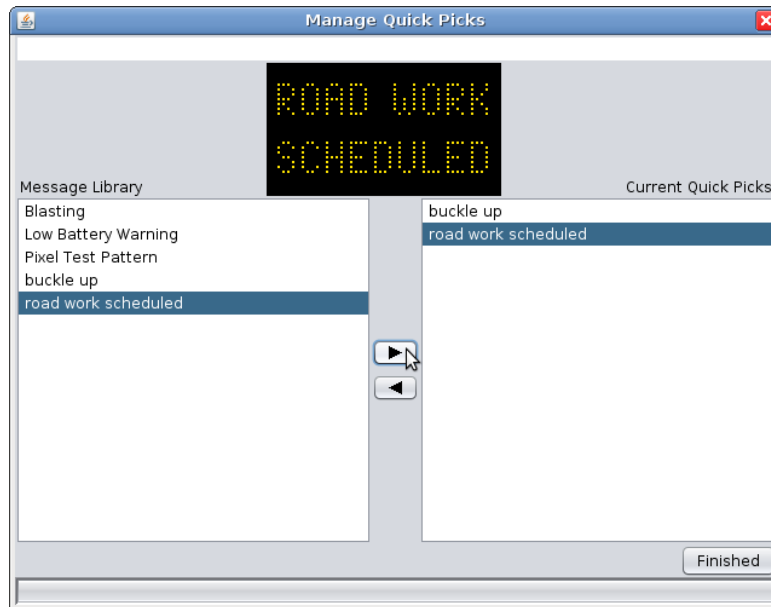 Manage Quick Picks
ROAD WORK
SCHEDULED
Message Library
Current Quick Picks
Blasting
Low Battery Warning
Pixel Test Pattern
buckle up
road work scheduled
buckle up
road work scheduled
Finished